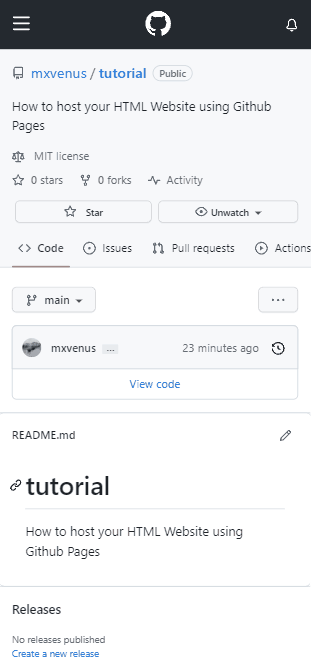 mxvenus / tutorial Public
How to host your HTML Website using Github
Pages
MIT license
0 stars 0 forks Activity
Star Unwatch
Code Issues Pull requests Actions
main ...
mxvenus ... 23 minutes ago
View code
README.md
tutorial
How to host your HTML Website using
Github Pages
Releases
No releases published
Create a new release